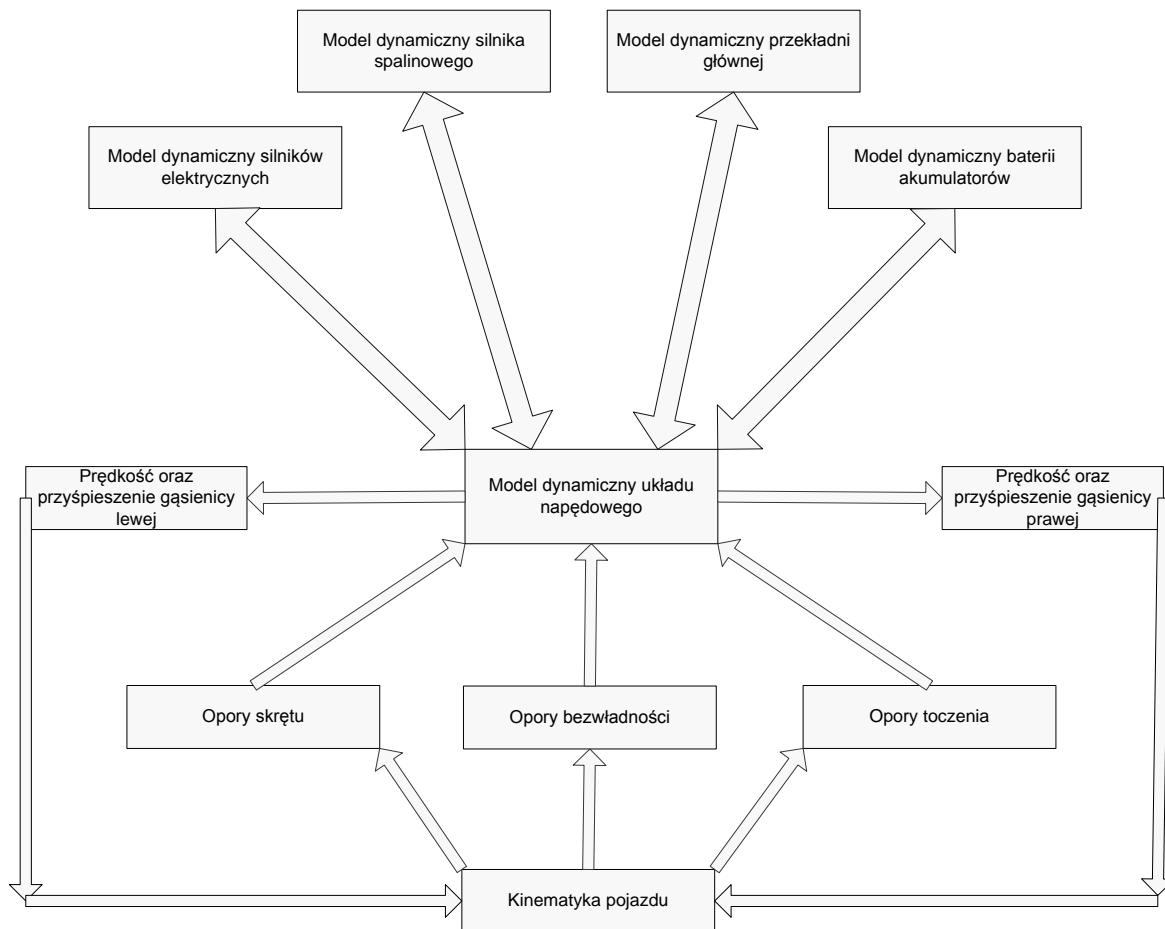 Model dynamiczny silnika
spalinowego
Model dynamiczny przekładni
głównej
Model dynamiczny silników
elektrycznych
Model dynamiczny baterii
akumulatorów
Prędkość oraz
przyśpieszenie gąsienicy
lewej
Model dynamiczny układu
napędowego
Prędkość oraz
przyśpieszenie gąsienicy
prawej
Opory skrętu
Opory bezwładności
Opory toczenia
Kinematyka pojazdu